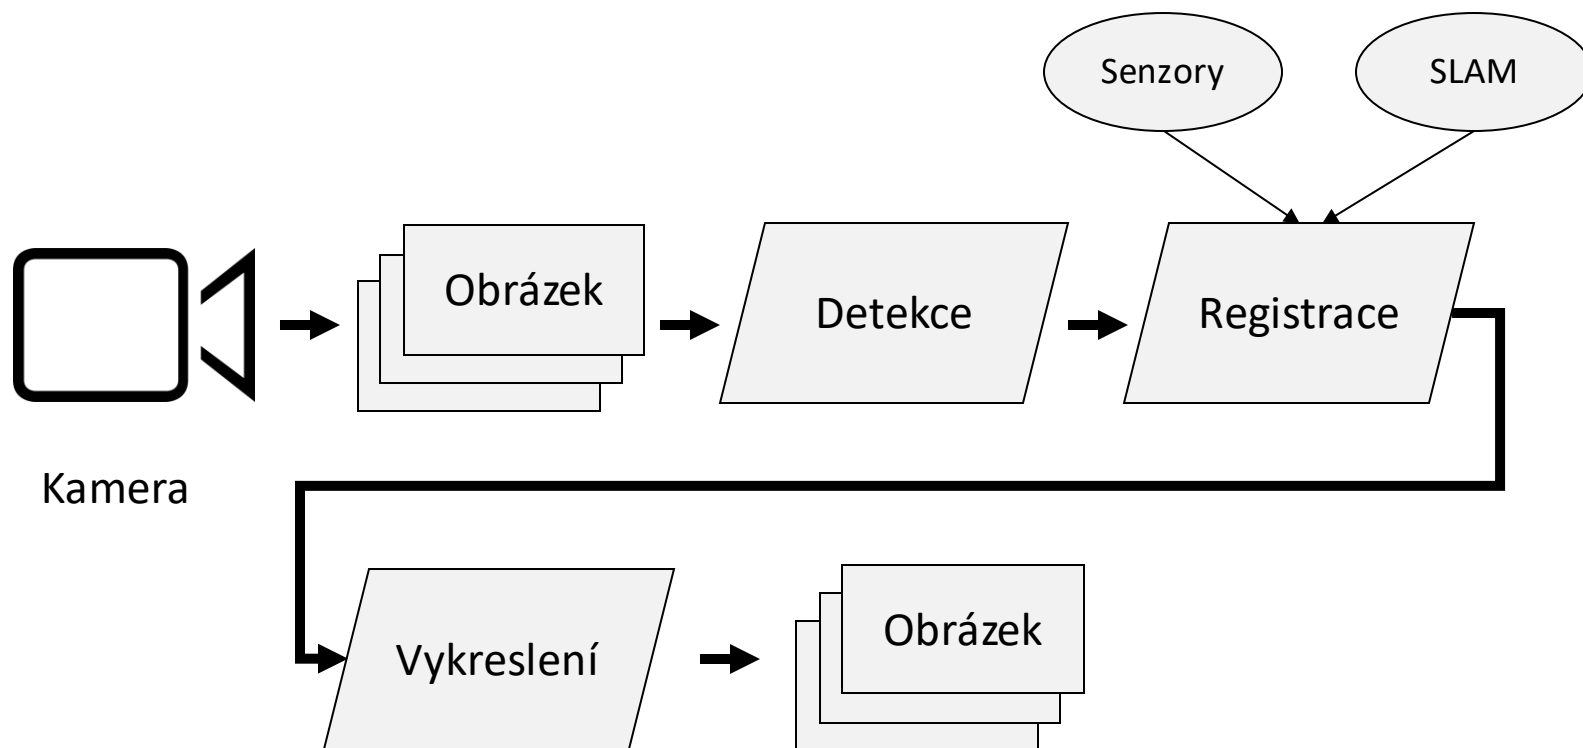 Senzory
SLAM
Obrázek
Detekce
Registrace
Kamera
Vykreslení
Obrázek